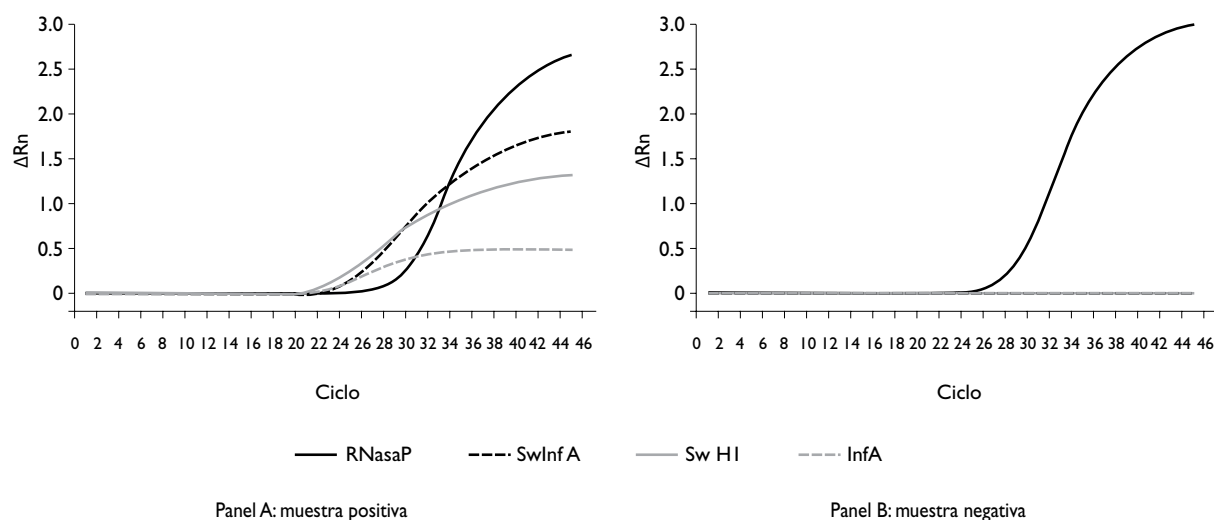 3.0
2.5
2.0
1.5
1.0
0.5
0
ΔRn
0 2 4 6 8 10 12 14 16 18 20 22 24 26 28 30 32 34 36 38 40 42 44 46
Ciclo
3.0
2.5
2.0
1.5
1.0
0.5
0
ΔRn
0 2 4 6 8 10 12 14 16 18 20 22 24 26 28 30 32 34 36 38 40 42 44 46
Ciclo
RNasaP SwInf A Sw H1 InfA
Panel A: muestra positiva
Panel B: muestra negativa